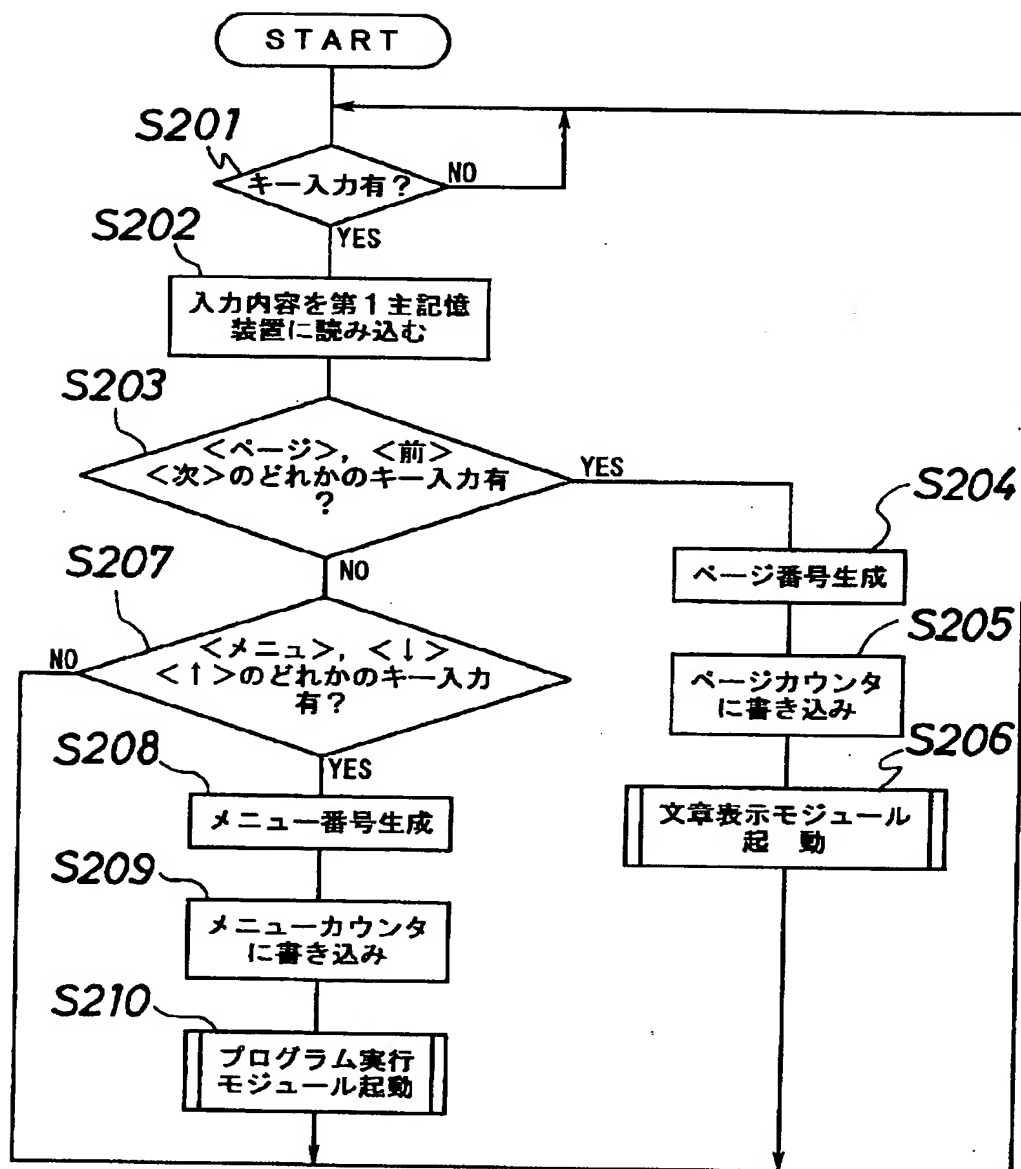 START
S201
キー入力有?
NO
YES
S202
入力内容を第1主記憶
装置に読み込む
S203
<ページ>, <前>
<次>のどれかのキー入力有
?
YES
NO
S204
ページ番号生成
S205
ページカウンタ
に書き込み
S206
文章表示モジュール
起 動
S207
<メニュ>, <↓>
<↑>のどれかのキー入力
有?
NO
YES
S208
メニュー番号生成
S209
メニューカウンタ
に書き込み
S210
プログラム実行
モジュール起動